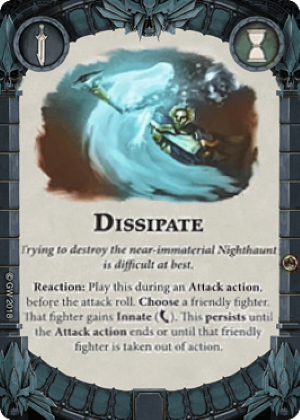 DISSIPATE
Trying to destroy the near-immaterial Nighthaunt
is difficult at best.
Reaction: Play this during an Attack action,
before the attack roll. Choose a friendly fighter.
That fighter gains Innate (). This persists until
the Attack action ends or until that friendly
fighter is taken out of action.
© GW 2018